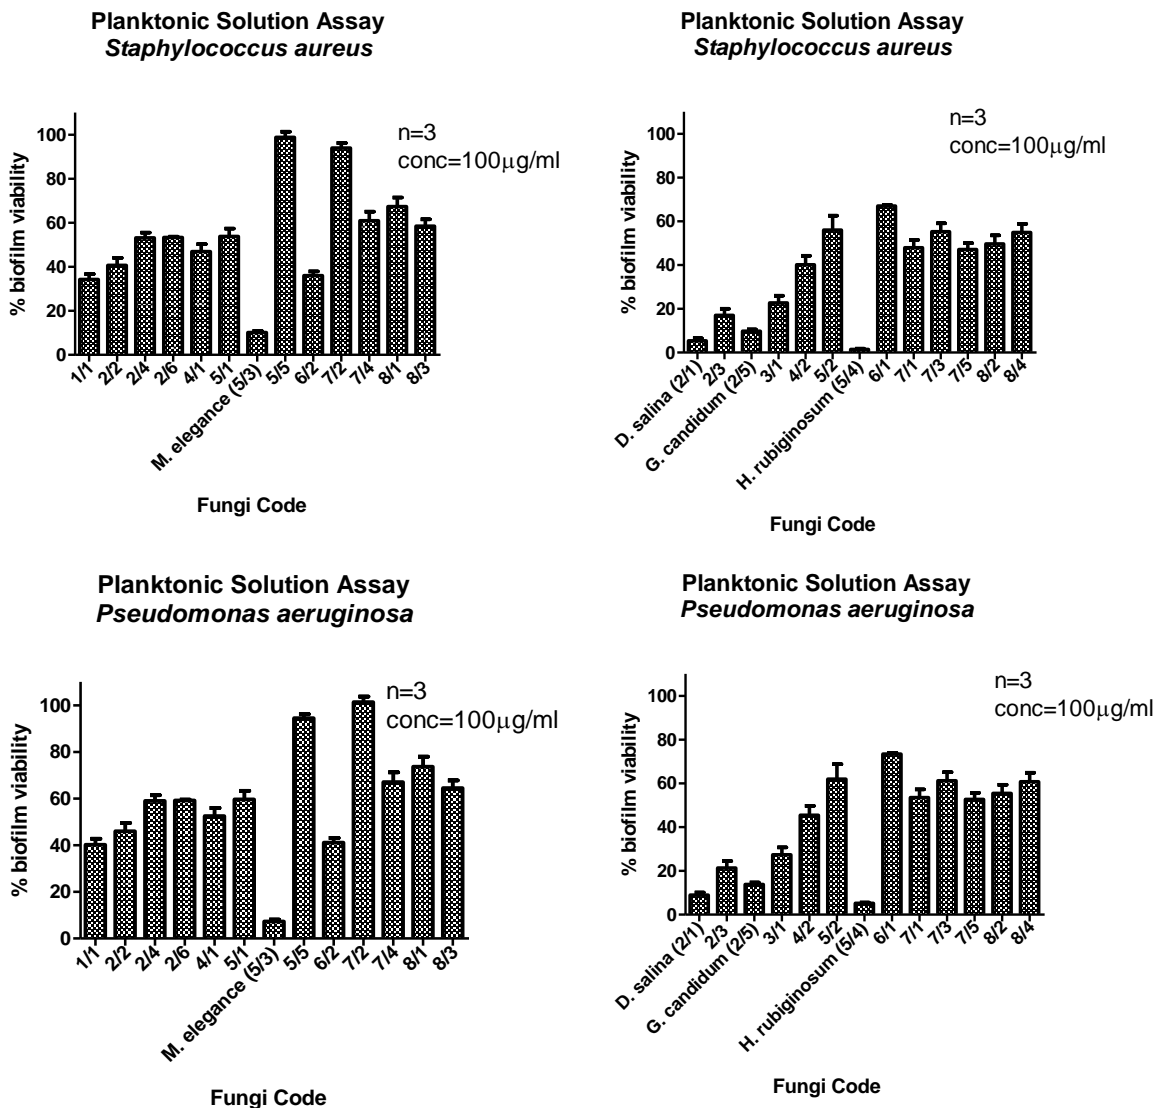 Planktonic Solution Assay
Staphylococcus aureus
n=3
conc=100μg/ml
% biofilm viability
100
80
60
40
20
0
1/1
2/2
2/4
2/6
4/1
5/1
M. elegance (5/3)
5/5
6/2
7/2
7/4
8/1
8/3
Fungi Code
Planktonic Solution Assay
Staphylococcus aureus
n=3
conc=100μg/ml
% biofilm viability
100
80
60
40
20
0
D. salina (2/1)
2/3
G. candidum (2/5)
3/1
4/2
5/2
H. rubiginosum (5/4)
6/1
7/1
7/3
7/5
8/2
8/4
Fungi Code
Planktonic Solution Assay
Pseudomonas aeruginosa
n=3
conc=100μg/ml
% biofilm viability
100
80
60
40
20
0
1/1
2/2
2/4
2/6
4/1
5/1
M. elegance (5/3)
5/5
6/2
7/2
7/4
8/1
8/3
Fungi Code
Planktonic Solution Assay
Pseudomonas aeruginosa
n=3
conc=100μg/ml
% biofilm viability
100
80
60
40
20
0
D. salina (2/1)
2/3
G. candidum (2/5)
3/1
4/2
5/2
H. rubiginosum (5/4)
6/1
7/1
7/3
7/5
8/2
8/4
Fungi Code